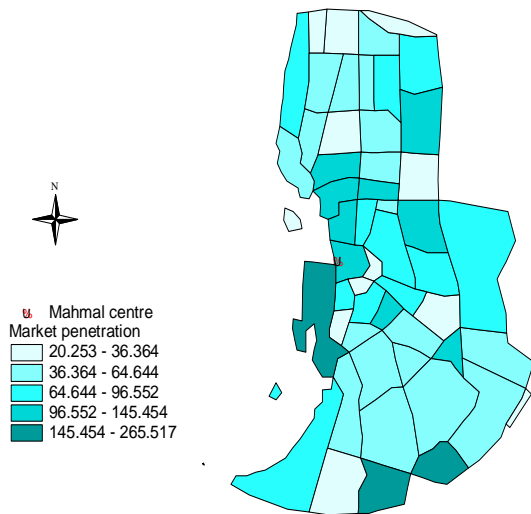 N
Mahmal centre
Market penetration
20.253 - 36.364
36.364 - 64.644
64.644 - 96.552
96.552 - 145.454
145.454 - 265.517